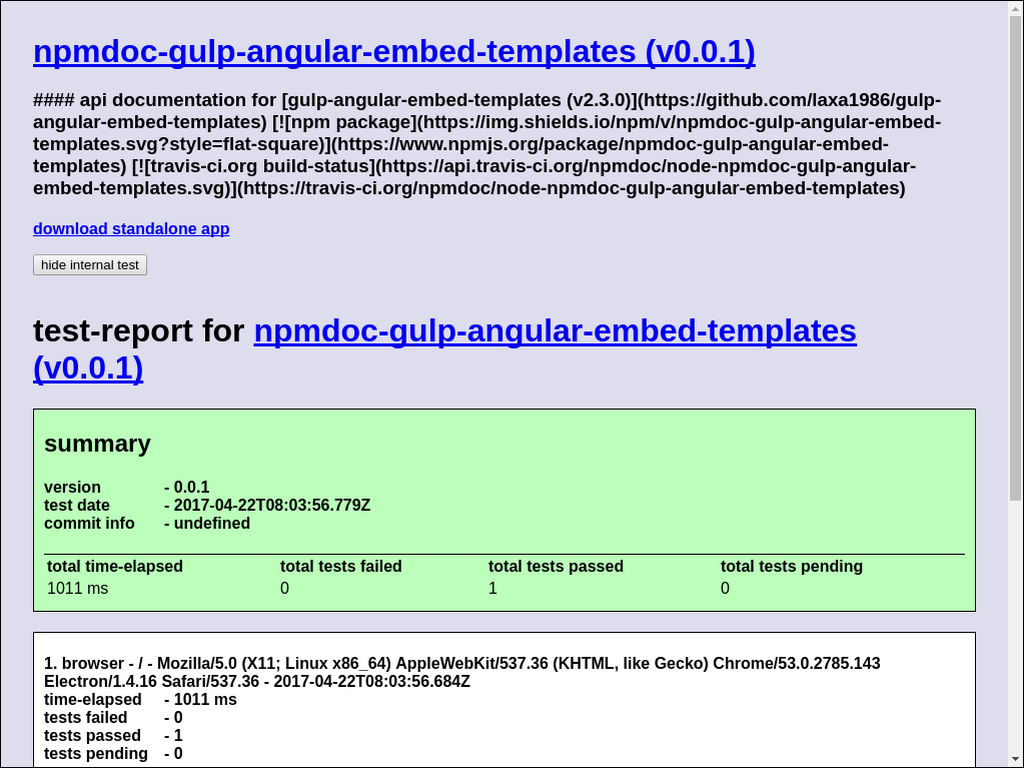 npmdoc-gulp-angular-embed-templates (v0.0.1)
#### api documentation for [gulp-angular-embed-templates (v2.3.0)](https://github.com/laxa1986/gulp-
angular-embed-templates) [![npm package](https://img.shields.io/npm/v/npmdoc-gulp-angular-embed-
templates.svg?style=flat-square)](https://www.npmjs.org/package/npmdoc-gulp-angular-embed-
templates) [![travis-ci.org build-status](https://api.travis-ci.org/npmdoc/node-npmdoc-gulp-angular-
embed-templates.svg)](https://travis-ci.org/npmdoc/node-npmdoc-gulp-angular-embed-templates)
download standalone app
hide internal test
test-report for npmdoc-gulp-angular-embed-templates
(v0.0.1)
summary
version - 0.0.1
test date - 2017-04-22T08:03:56.779Z
commit info - undefined
total time-elapsed total tests failed total tests passed total tests pending
1011 ms 0 1 0
1. browser - / - Mozilla/5.0 (X11; Linux x86_64) AppleWebKit/537.36 (KHTML, like Gecko) Chrome/53.0.2785.143
Electron/1.4.16 Safari/537.36 - 2017-04-22T08:03:56.684Z
time-elapsed - 1011 ms
tests failed - 0
tests passed - 1
tests pending - 0